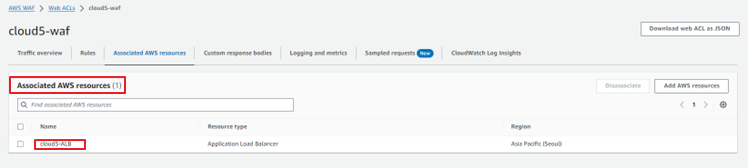 AWS WAF > Web ACLs > cloud5-waf
cloud5-waf
Download web ACL as JSON
Traffic overview Rules Associated AWS resources Custom response bodies Logging and metrics Sampled requests New CloudWatch Log Insights
Associated AWS resources (1)
Disassociate Add AWS resources
Find associated AWS resources
1
Name Resource type Region
cloud5-ALB Application Load Balancer Asia Pacific (Seoul)